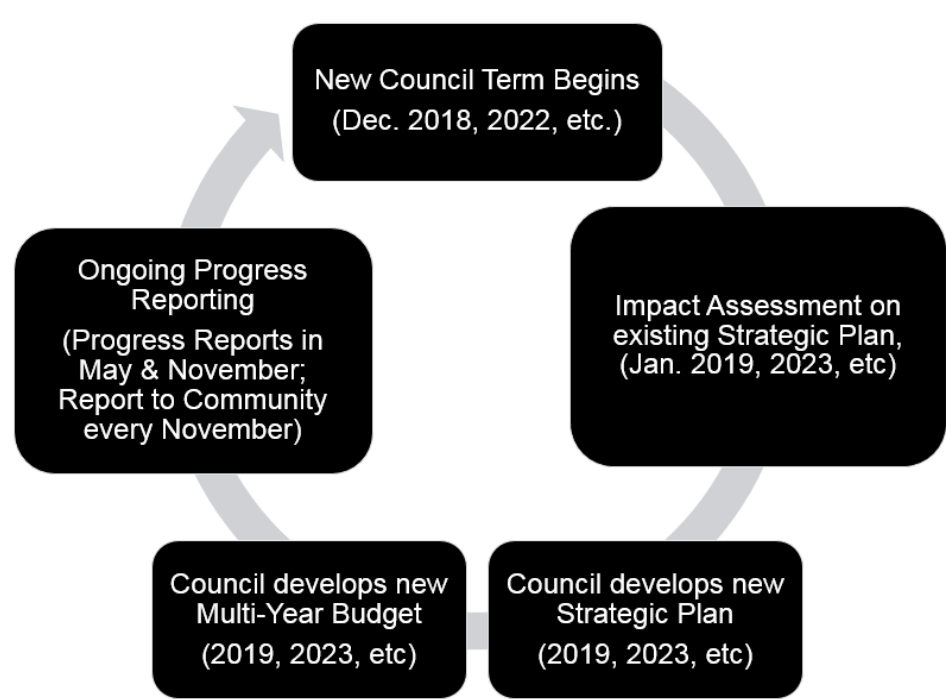 New Council Term Begins
(Dec. 2018, 2022, etc.)
Impact Assessment on
existing Strategic Plan,
(Jan. 2019, 2023, etc)
Council develops new
Strategic Plan
(2019, 2023, etc)
Council develops new
Multi-Year Budget
(2019, 2023, etc)
Ongoing Progress
Reporting
(Progress Reports in
May & November;
Report to Community
every November)